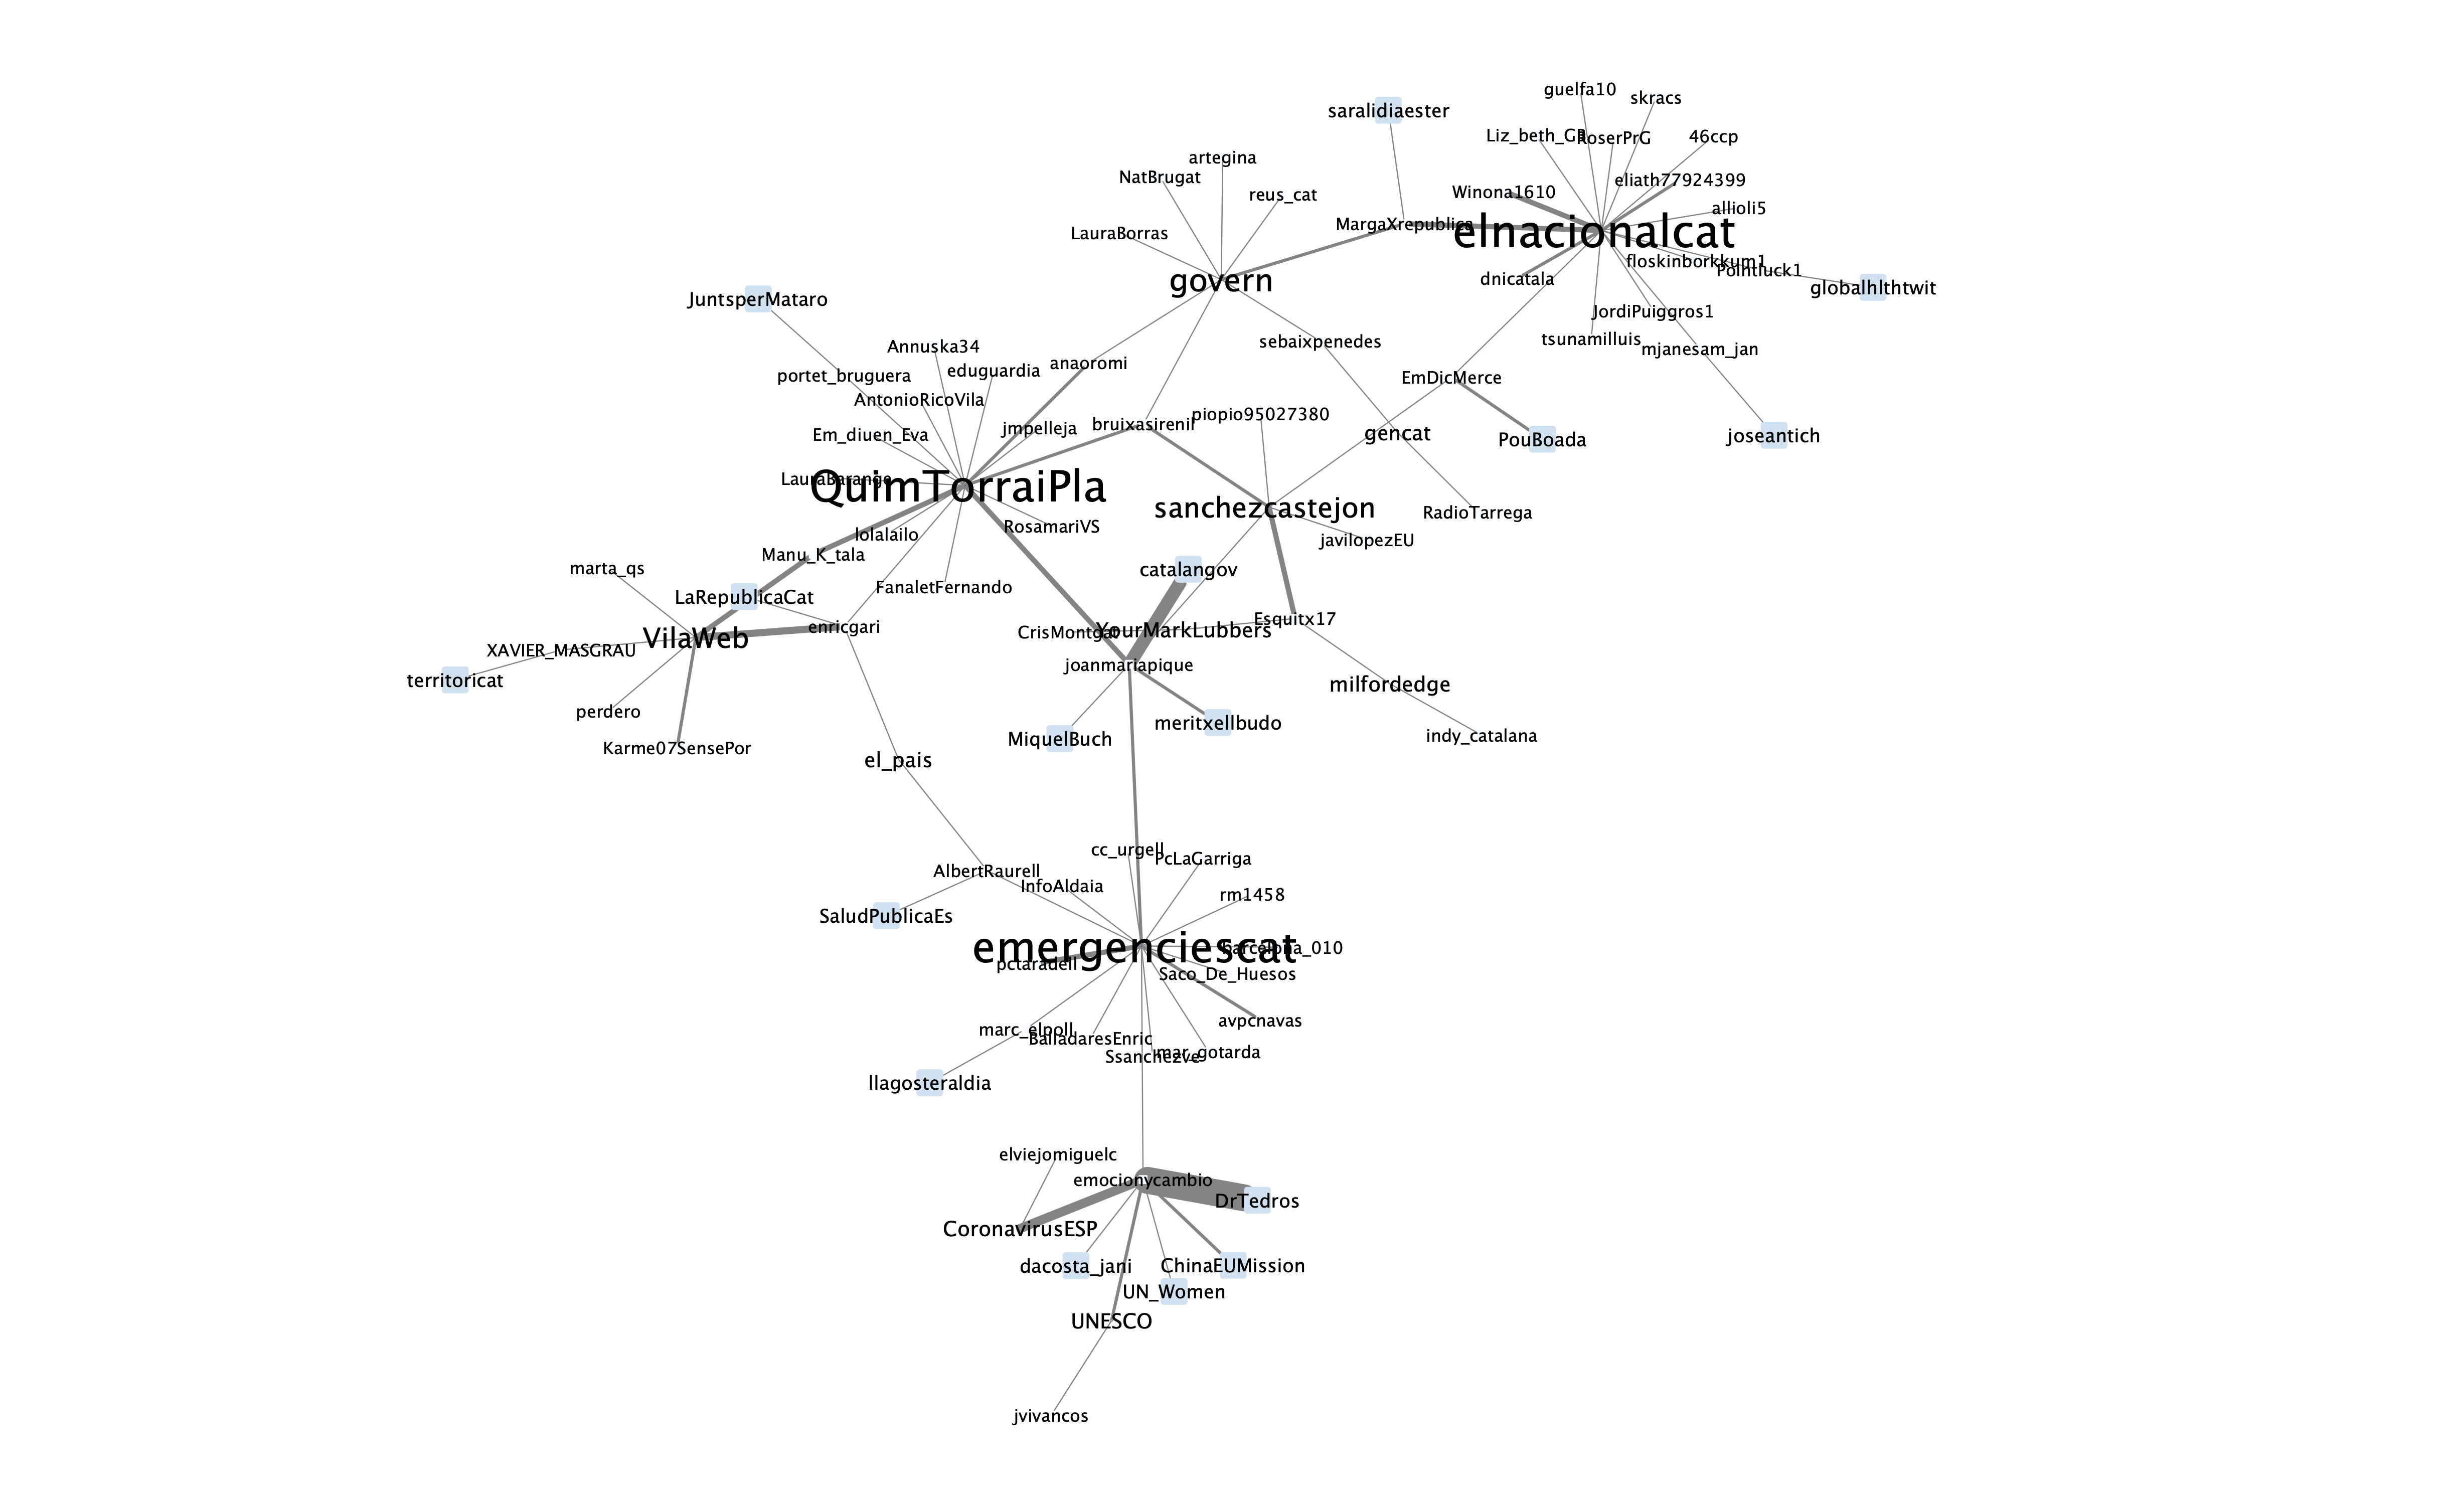 guelfa10
skracs
saralidiaester
Liz_beth_GR
RoserPrG
46ccp
artegina
NatBrugat
eliath77924399
reus_cat
Winona1610
allioli5
LauraBorras
MargaXrepublica
elnacionalcat
floskinborkkum1
Pointluck1
govern
dnicatala
globalhlthtwit
JuntsperMataro
JordiPuiggros1
tsunamilluis
Annuska34
sebaixpenedes
mjanesam_jan
anaoromi
eduguardia
portet_bruguera
EmDicMerce
AntonioRicoVila
piopio95027380
bruixasirenil
jmpelleja
Em_diuen_Eva
gencat
PouBoada
joseantich
LauraBarange
QuimTorraiPla
sanchezcastejon
RadioTarrega
RosamariVS
lolalailo
javilopezEU
Manu_K_tala
marta_qs
catalangov
FanaletFernando
LaRepublicaCat
Esquitx17
enricgari
CrisMontgat
YourMarkLubbers
VilaWeb
XAVIER_MASGRAU
joanmariapique
territoricat
milfordedge
perdero
meritxellbudo
indy_catalana
MiquelBuch
Karme07SensePor
el_pais
cc_urgell
PcLaGarriga
AlbertRaurell
InfoAldaia
rm1458
SaludPublicaEs
emergenciescat
barcelona_010
pctaradell
Saco_De_Huesos
avpcnavas
marc_elpoll
BalladaresEnric
mar_gotarda
Ssanchezve
llagosteraldia
elviejomiguelc
emocionycambio
DrTedros
CoronavirusESP
dacosta_jani
ChinaEUMission
UN_Women
UNESCO
jvivancos